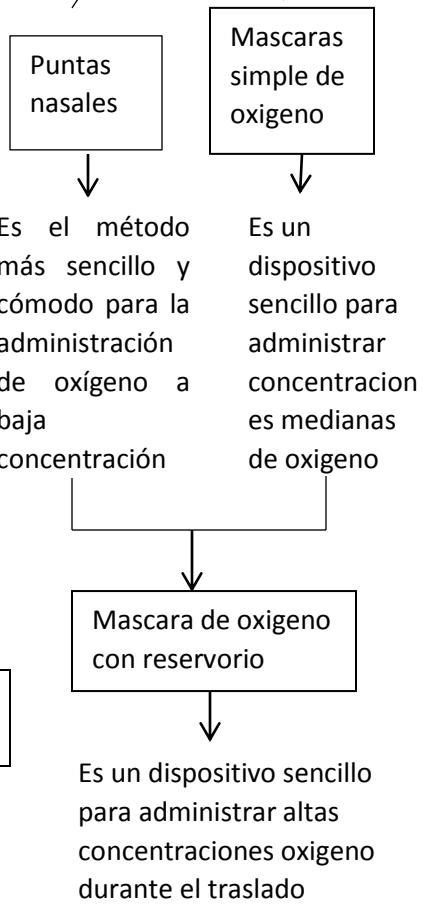 Puntas
nasales
Mascaras
simple de
oxigeno
Es el método
más sencillo y
cómodo para la
administración
de oxígeno a
baja
concentración
Es un
dispositivo
sencillo para
administrar
concentracion
es medianas
de oxigeno
Mascara de oxigeno
con reservorio
Es un dispositivo sencillo
para administrar altas
concentraciones oxigeno
durante el traslado